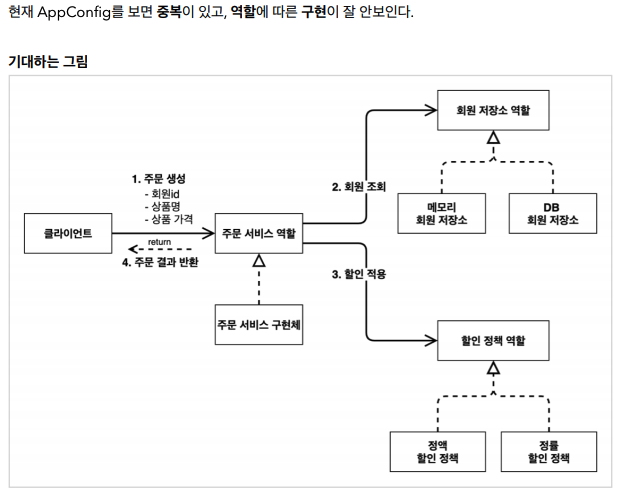 현재 AppConfig를 보면 중복이 있고, 역할에 따른 구현이 잘 안보인다.
기대하는 그림
회원 저장소 역할
1. 주문 생성
- 회원id
- 상품명
- 상품 가격
2. 회원 조회
메모리
회원 저장소
DB
회원 저장소
클라이언트
return
4. 주문 결과 반환
주문 서비스 역할
3. 할인 적용
주문 서비스 구현체
할인 정책 역할
정액
할인 정책
정률
할인 정책